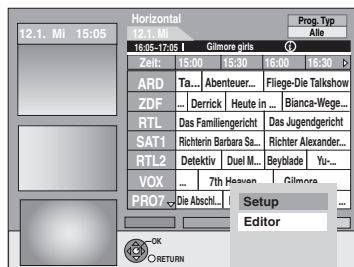 Horizontal
Prog. Typ
Alle
12.1. Mi 15:05
12.1. Mi
16:05~17:05 Gilmore girls
Zeit: 15:00 15:30 16:00 16:30
ARD Ta... Abenteuer... Fliege-Die Talkshow
ZDF ... Derrick Heute in ... Bianca-Wege...
RTL Das Familiengericht Das Jugendgericht
SAT1 Richterin Barbara Sa... Richter Alexander...
RTL2 Detektiv Duel M... Beyblade Yu-...
VOX ... 7th Heaven Gilmore
PRO7 Die Abschl... ...
Setup
Editor
OK
RETURN